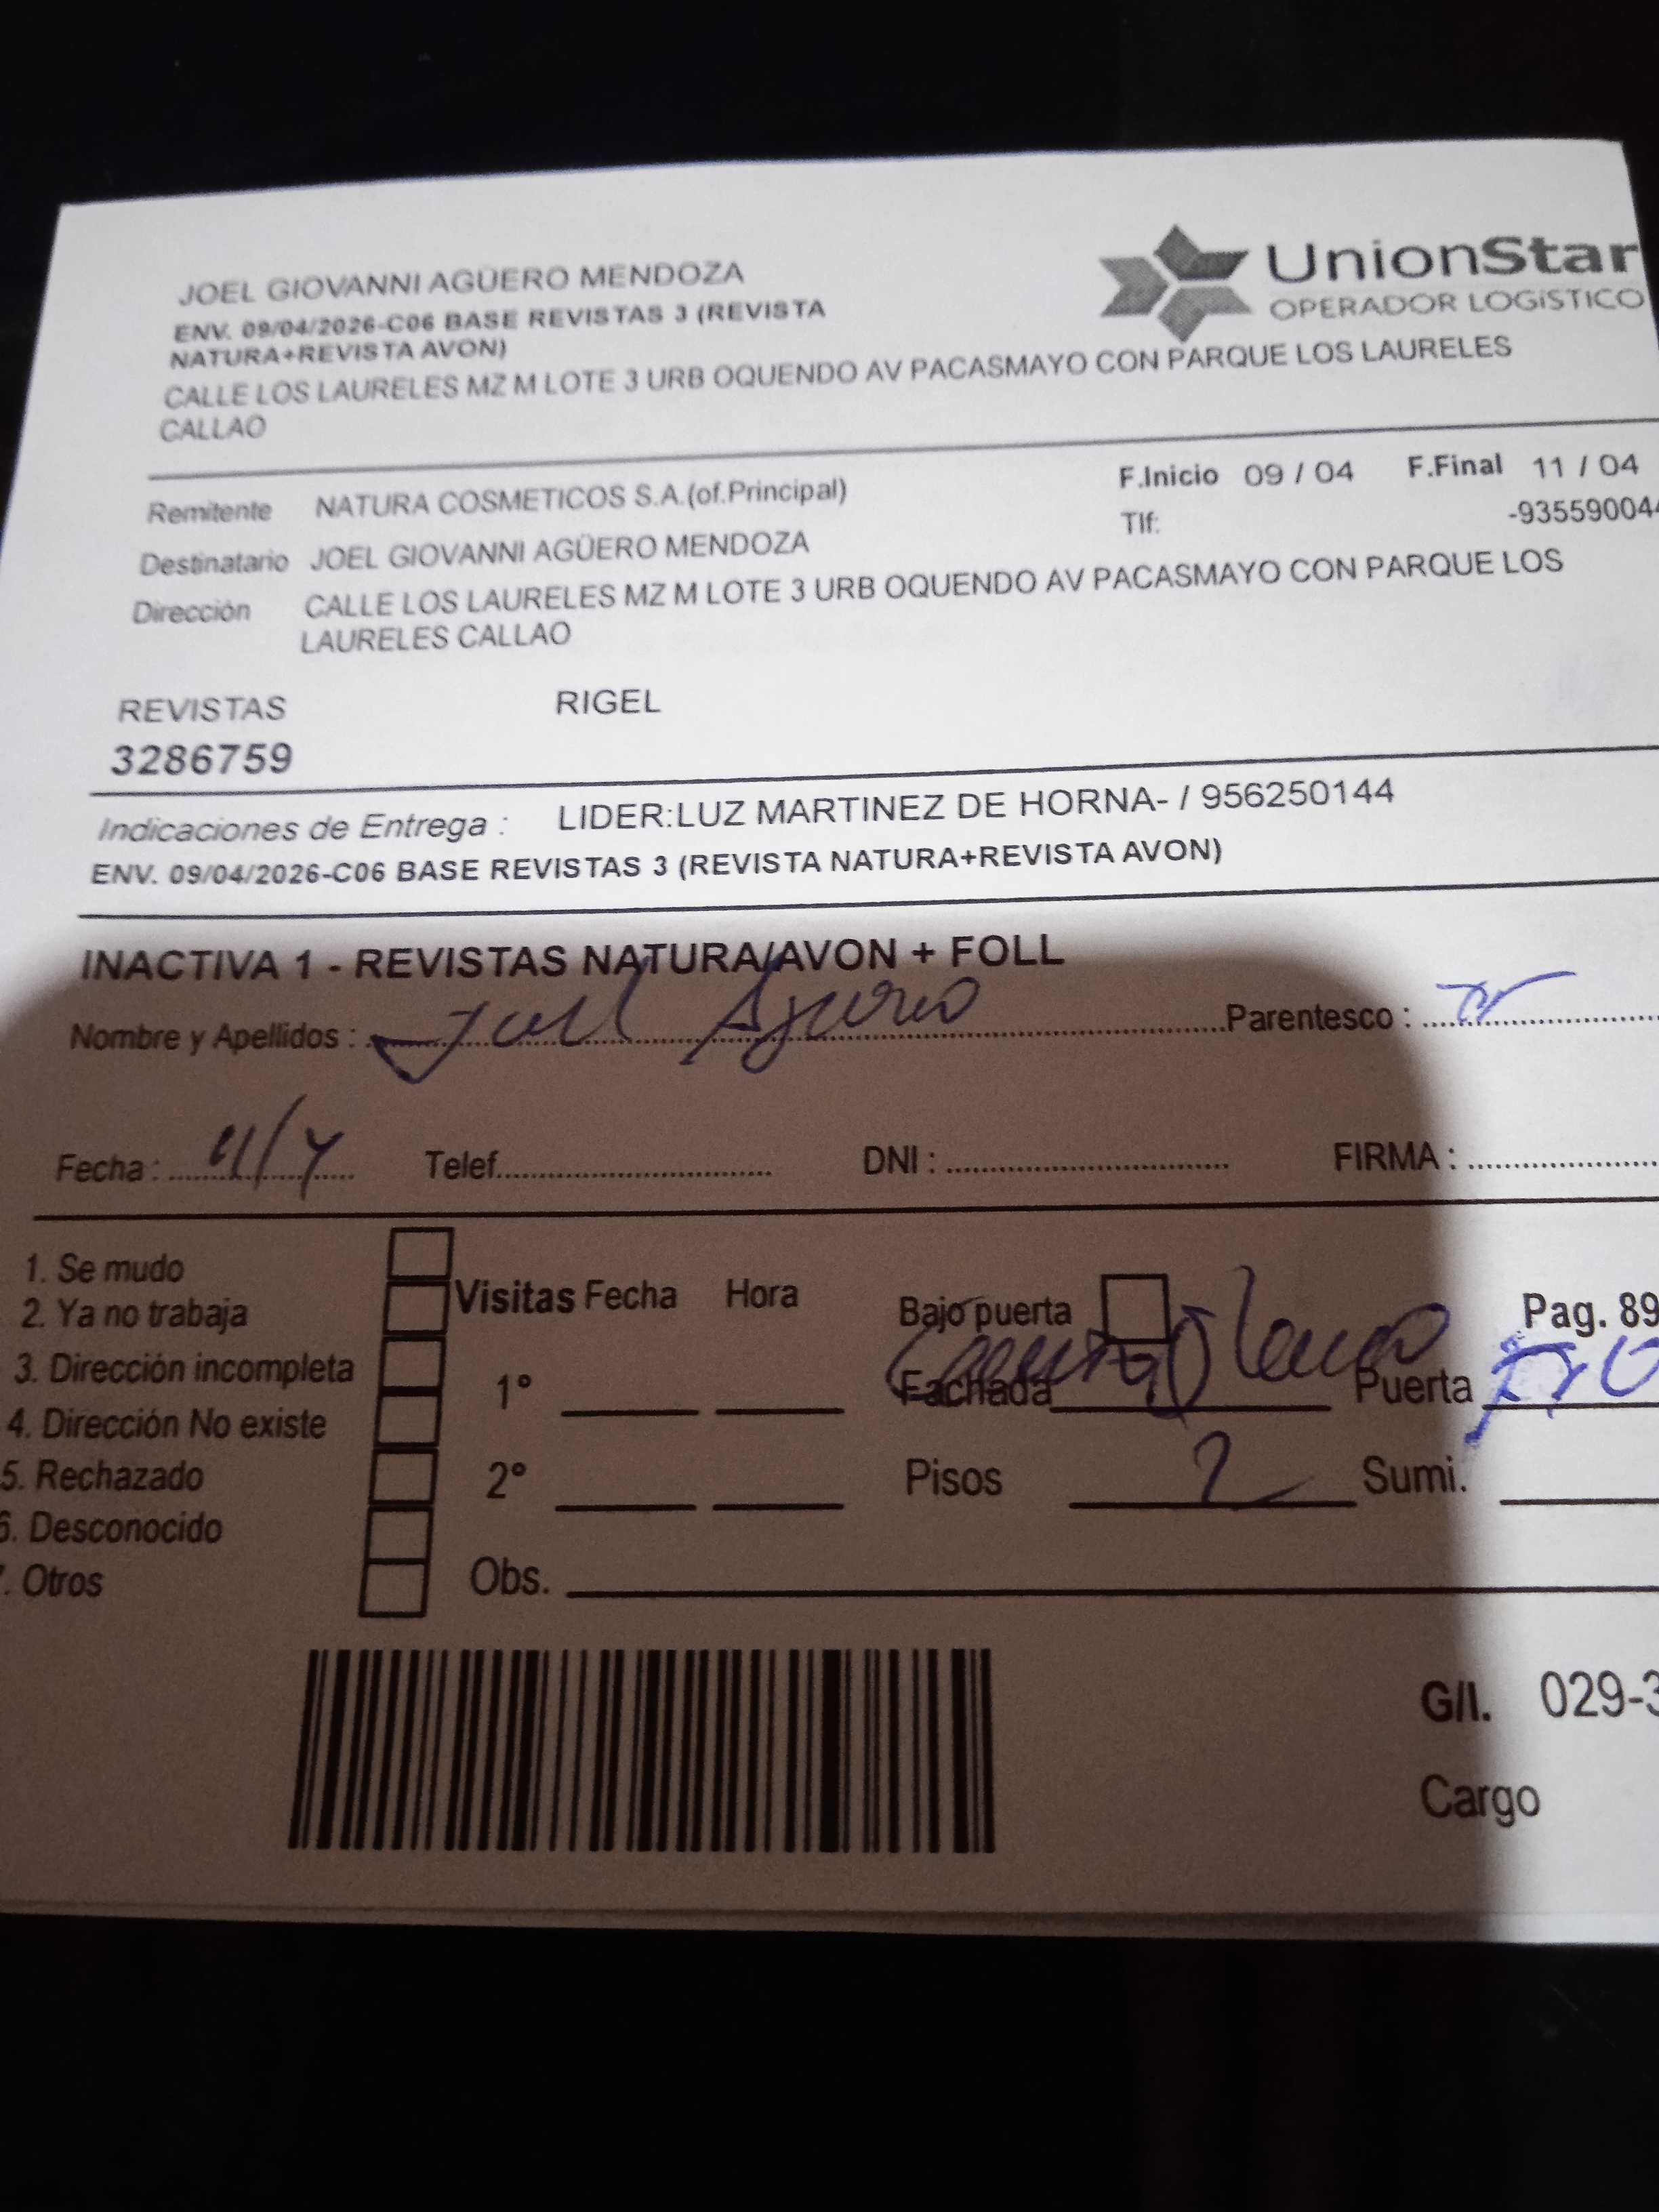 JOEL GIOVANNI AGÜERO MENDOZA
ENV. 09/04/2026-C06 BASE REVISTAS 3 (REVISTA
NATURA+REVISTA AVON)
CALLE LOS LAURELES MZ M LOTE 3 URB OQUENDO AV PACASMAYO CON PARQUE LOS LAURELES
CALLAO
UnionStar
OPERADOR LOGÍSTICO
Remitente NATURA COSMETICOS S.A.(of.Principal)
F.Inicio 09 / 04 F.Final 11 / 04
Destinatario JOEL GIOVANNI AGÜERO MENDOZA
Tlf: -93559004
Dirección CALLE LOS LAURELES MZ M LOTE 3 URB OQUENDO AV PACASMAYO CON PARQUE LOS
LAURELES CALLAO
REVISTAS RIGEL
3286759
Indicaciones de Entrega : LIDER:LUZ MARTINEZ DE HORNA- / 956250144
ENV. 09/04/2026-C06 BASE REVISTAS 3 (REVISTA NATURA+REVISTA AVON)
INACTIVA 1 - REVISTAS NATURA/AVON + FOLL
Nombre y Apellidos : Joel Aguero Parentesco :
Fecha : 11/4 Telef. DNI : FIRMA :
1. Se mudo
2. Ya no trabaja
3. Dirección incompleta
4. Dirección No existe
5. Rechazado
6. Desconocido
. Otros
Visitas Fecha Hora
1°
2°
Obs.
Bajo puerta Pag. 89
Fachada Puerta
Pisos 2 Sumi.
G/I. 029-3
Cargo